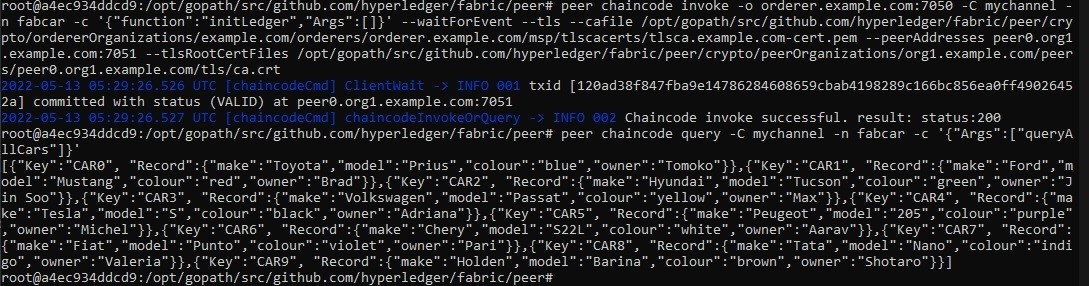 root@a4ec934ddcd9:/opt/gopath/src/github.com/hyperledger/fabric/peer# peer chaincode invoke -o orderer.example.com:7050 -C mychannel -
n fabcar -c '{"function":"initLedger","Args":[]}' --waitForEvent --tls --cafile /opt/gopath/src/github.com/hyperledger/fabric/peer/cry
pto/ordererOrganizations/example.com/orderers/orderer.example.com/msp/tlscacerts/tlsca.example.com-cert.pem --peerAddresses peer0.org1
.example.com:7051 --tlsRootCertFiles /opt/gopath/src/github.com/hyperledger/fabric/peer/crypto/peerOrganizations/org1.example.com/peer
s/peer0.org1.example.com/tls/ca.crt
2022-05-13 05:29:26.526 UTC [chaincodeCmd] ClientWait -> INFO 001 txid [120ad38f847fba9e14786284608659cbab4198289c166bc856ea0ff4902645
2a] committed with status (VALID) at peer0.org1.example.com:7051
2022-05-13 05:29:26.527 UTC [chaincodeCmd] chaincodeInvokeOrQuery -> INFO 002 Chaincode invoke successful. result: status:200
root@a4ec934ddcd9:/opt/gopath/src/github.com/hyperledger/fabric/peer# peer chaincode query -C mychannel -n fabcar -c '{"Args":["queryA
llCars"]}'
[{"Key":"CAR0", "Record":{"make":"Toyota","model":"Prius","colour":"blue","owner":"Tomoko"}},{"Key":"CAR1", "Record":{"make":"Ford","m
odel":"Mustang","colour":"red","owner":"Brad"}},{"Key":"CAR2", "Record":{"make":"Hyundai","model":"Tucson","colour":"green","owner":"J
in Soo"}},{"Key":"CAR3", "Record":{"make":"Volkswagen","model":"Passat","colour":"yellow","owner":"Max"}},{"Key":"CAR4", "Record":{"ma
ke":"Tesla","model":"S","colour":"black","owner":"Adriana"}},{"Key":"CAR5", "Record":{"make":"Peugeot","model":"205","colour":"purple"
,"owner":"Michel"}},{"Key":"CAR6", "Record":{"make":"Chery","model":"S22L","colour":"white","owner":"Aarav"}},{"Key":"CAR7", "Record":
{"make":"Fiat","model":"Punto","colour":"violet","owner":"Pari"}},{"Key":"CAR8", "Record":{"make":"Tata","model":"Nano","colour":"indi
go","owner":"Valeria"}},{"Key":"CAR9", "Record":{"make":"Holden","model":"Barina","colour":"brown","owner":"Shotaro"}}]
root@a4ec934ddcd9:/opt/gopath/src/github.com/hyperledger/fabric/peer#